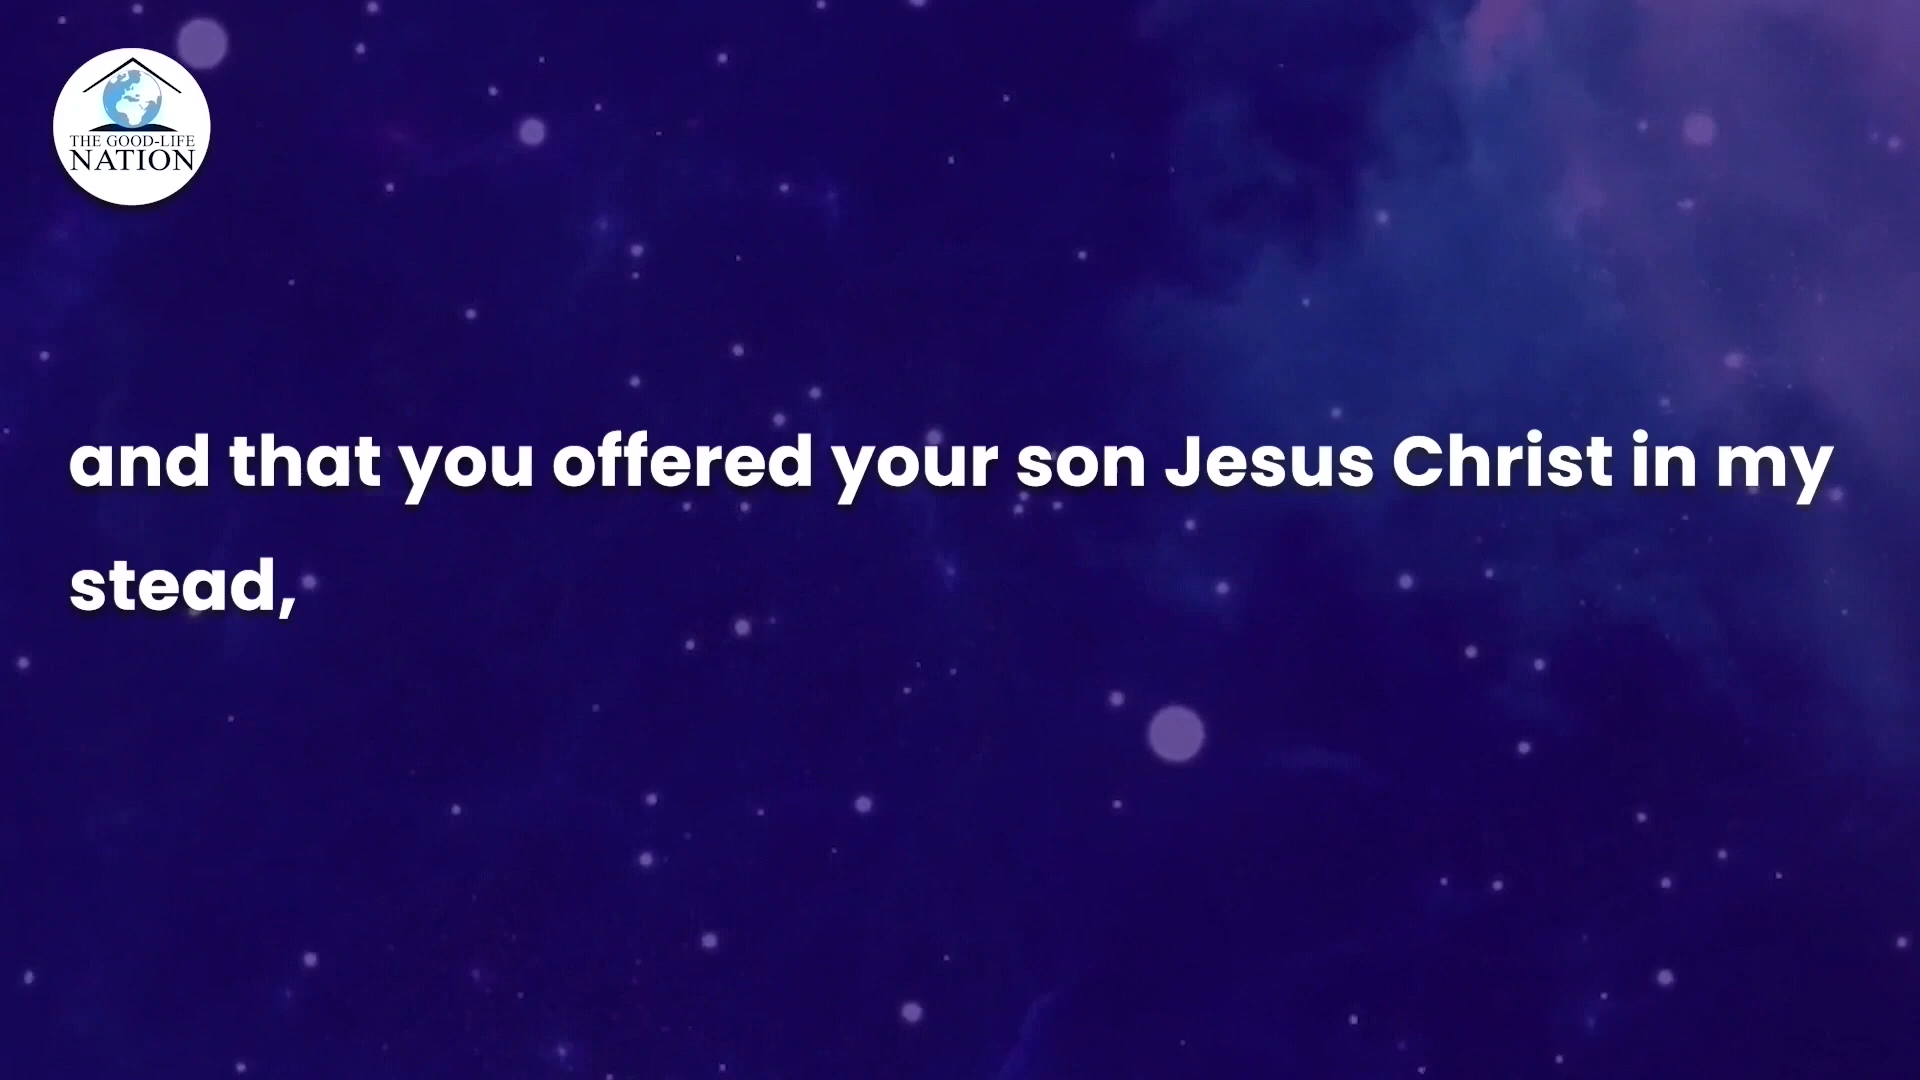 THE GOOD-LIFE
NATION
and that you offered your son Jesus Christ in my
stead,